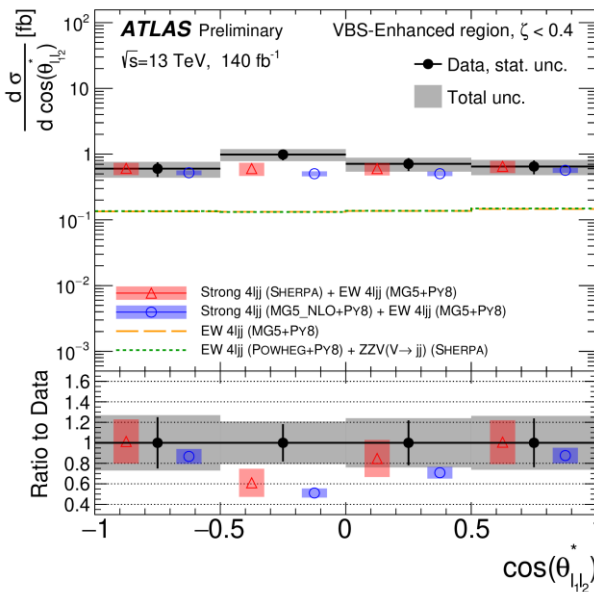 ATLAS Preliminary
VBS-Enhanced region, ζ < 0.4
√s=13 TeV, 140 fb⁻¹
Data, stat. unc.
Total unc.
d σ / d cos(θ*l₁l₂) [fb]
10²
10
1
10⁻¹
10⁻²
10⁻³
Strong 4ljj (SHERPA) + EW 4ljj (MG5+PY8)
Strong 4ljj (MG5_NLO+PY8) + EW 4ljj (MG5+PY8)
EW 4ljj (MG5+PY8)
EW 4ljj (POWHEG+PY8) + ZZV(V→ jj) (SHERPA)
Ratio to Data
1.6
1.4
1.2
1
0.8
0.6
0.4
−1 −0.5 0 0.5 1
cos(θ*l₁l₂)